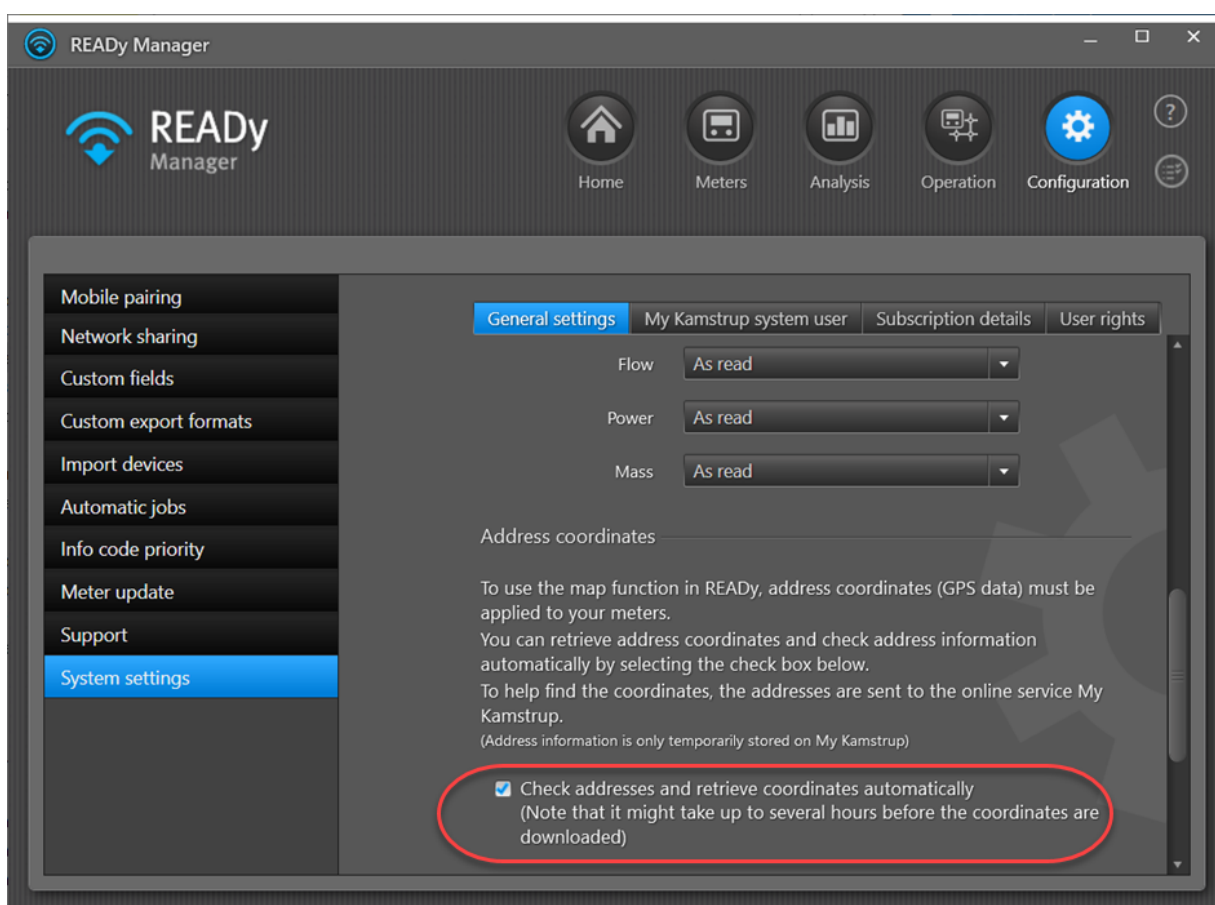 READy Manager
READy
Manager
Home
Meters
Analysis
Operation
Configuration
?
Mobile pairing
Network sharing
Custom fields
Custom export formats
Import devices
Automatic jobs
Info code priority
Meter update
Support
System settings
General settings
My Kamstrup system user
Subscription details
User rights
Flow As read
Power As read
Mass As read
Address coordinates
To use the map function in READy, address coordinates (GPS data) must be
applied to your meters.
You can retrieve address coordinates and check address information
automatically by selecting the check box below.
To help find the coordinates, the addresses are sent to the online service My
Kamstrup.
(Address information is only temporarily stored on My Kamstrup)
Check addresses and retrieve coordinates automatically
(Note that it might take up to several hours before the coordinates are
downloaded)